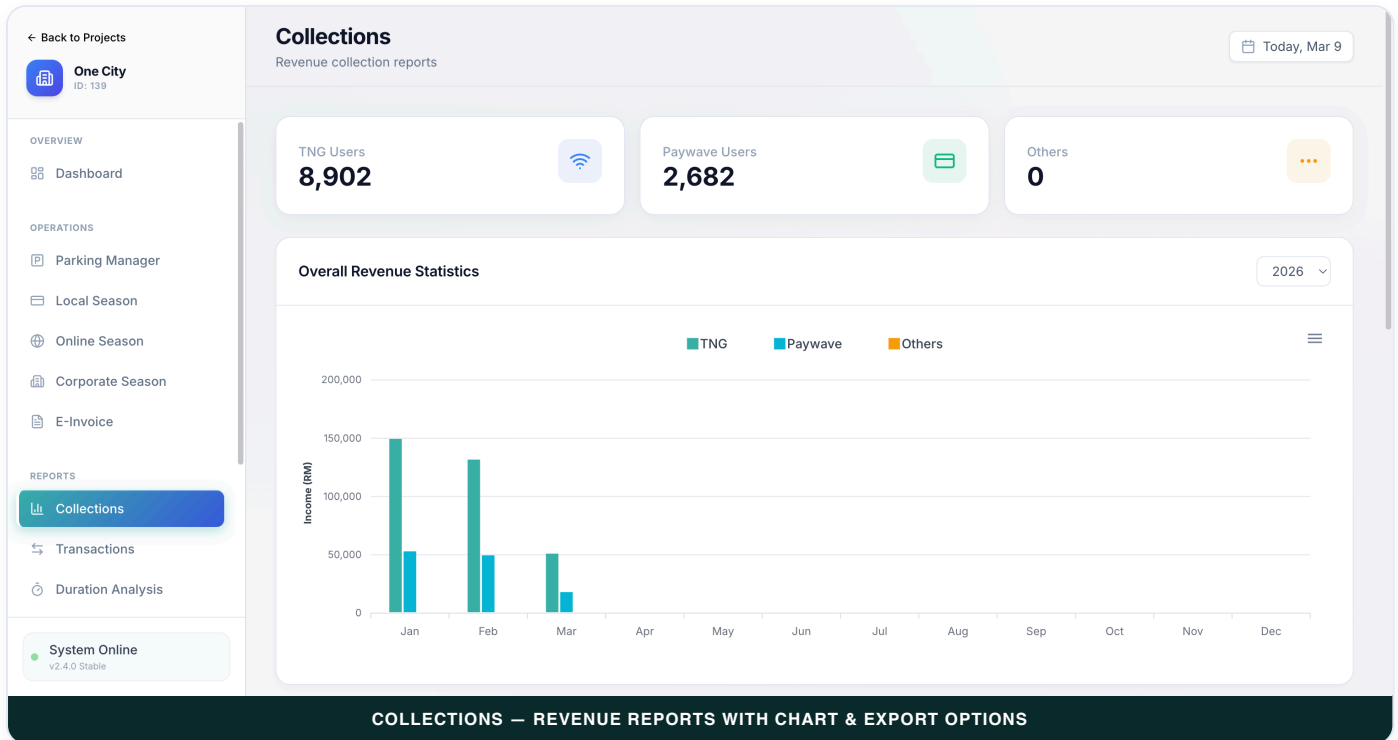 ← Back to Projects
One City
ID: 139
OVERVIEW
Dashboard
OPERATIONS
Parking Manager
Local Season
Online Season
Corporate Season
E-Invoice
REPORTS
Collections
Transactions
Duration Analysis
System Online
v2.4.0 Stable
Collections
Revenue collection reports
Today, Mar 9
TNG Users
8,902
Paywave Users
2,682
Others
0
Overall Revenue Statistics
2026
TNG Paywave Others
Income (RM)
200,000
150,000
100,000
50,000
0
Jan Feb Mar Apr May Jun Jul Aug Sep Oct Nov Dec
COLLECTIONS — REVENUE REPORTS WITH CHART & EXPORT OPTIONS